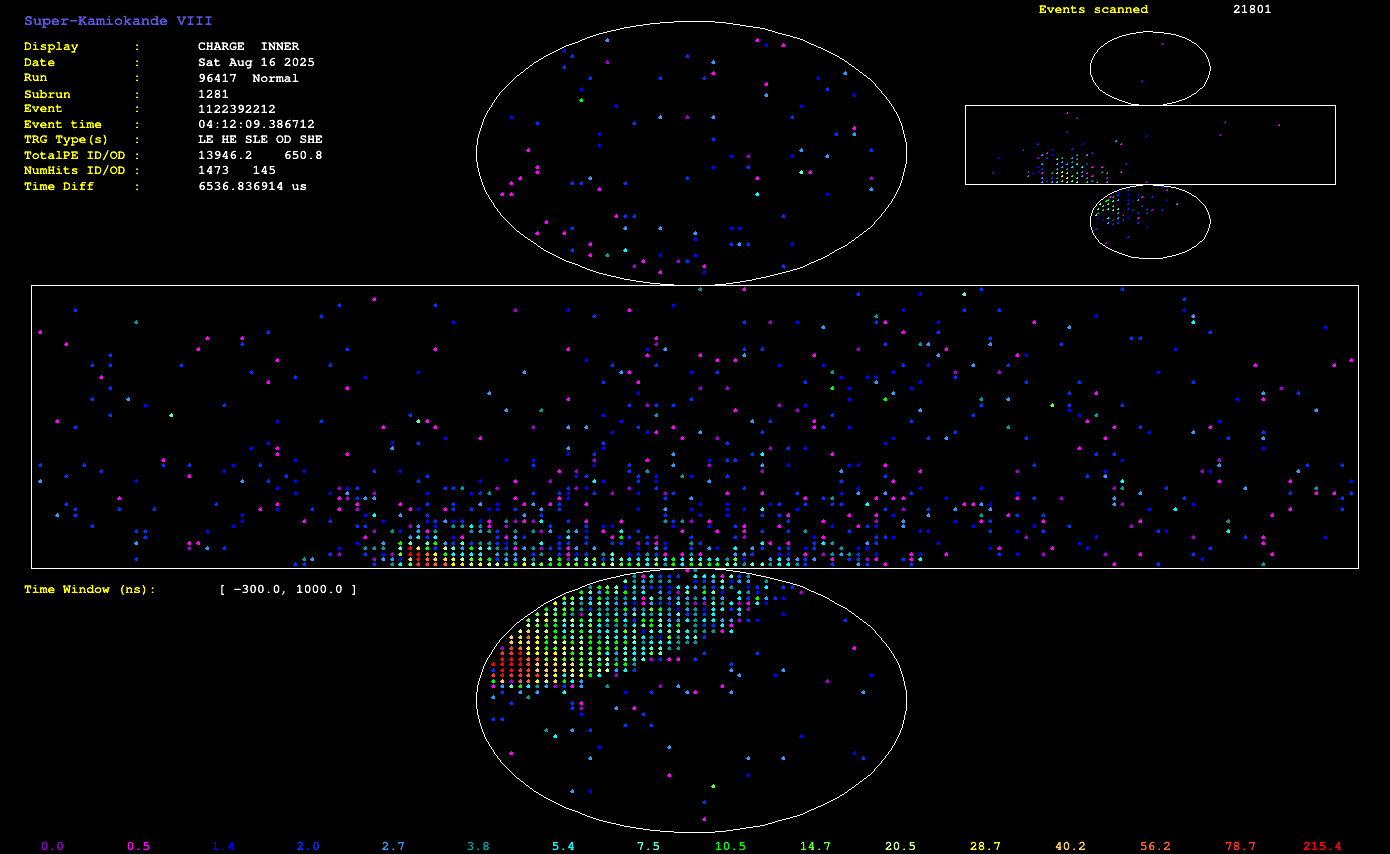 Super-Kamiokande VIII
Events scanned 21801
Display : CHARGE INNER
Date : Sat Aug 16 2025
Run : 96417 Normal
Subrun : 1281
Event : 1122392212
Event time : 04:12:09.386712
TRG Type(s) : LE HE SLE OD SHE
TotalPE ID/OD : 13946.2 650.8
NumHits ID/OD : 1473 145
Time Diff : 6536.836914 us
Time Window (ns): [ -300.0, 1000.0 ]
0.0 0.5 1.4 2.0 2.7 3.8 5.4 7.5 10.5 14.7 20.5 28.7 40.2 56.2 78.7 215.4